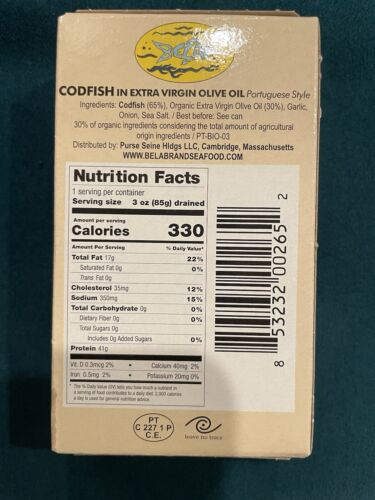 Bela
CODFISH IN EXTRA VIRGIN OLIVE OIL Portuguese Style
Ingredients: Codfish (65%), Organic Extra Virgin Olive Oil (30%), Garlic,
Onion, Sea Salt. / Best before: See can
30% of organic ingredients considering the total amount of agricultural
origin ingredients / PT-BIO-03
Distributed by: Purse Seine Hldgs LLC, Cambridge, Massachusetts
WWW.BELABRANDSEAFOOD.COM
Nutrition Facts
1 serving per container
Serving size 3 oz (85g) drained
Amount per serving
Calories 330
Amount Per Serving % Daily Value*
Total Fat 17g 22%
Saturated Fat 0g 0%
Trans Fat 0g
Cholesterol 35mg 12%
Sodium 350mg 15%
Total Carbohydrate 0g 0%
Dietary Fiber 0g 0%
Total Sugars 0g
Includes 0g Added Sugars 0%
Protein 41g
Vit. D 0.3mcg 2% • Calcium 40mg 2%
Iron 0.5mg 2% • Potassium 20mg 0%
* The % Daily Value (DV) tells you how much a nutrient in
a serving of food contributes to a daily diet. 2,000 calories
a day is used for general nutrition advice.
8 53232 00265 2
PT
C 227 1 P
C.E.
leave no trace